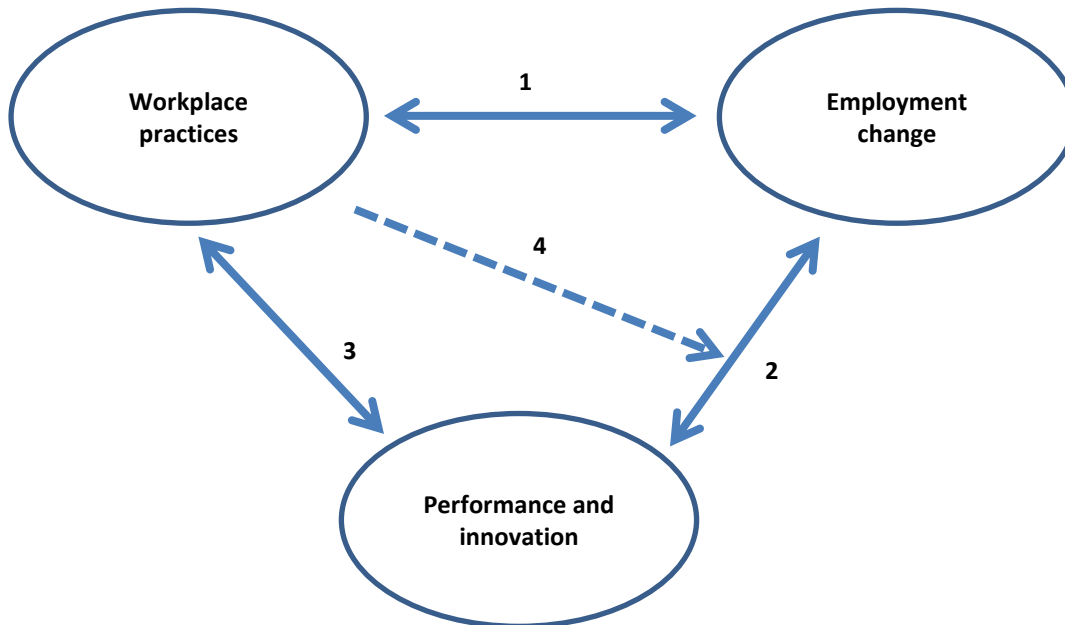 1
Workplace
practices
Employment
change
4
3
2
Performance and
innovation